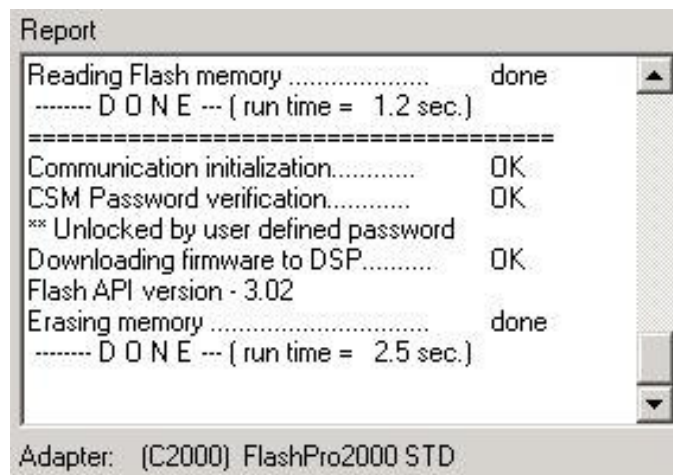 Report
Reading Flash memory .................... done
-------- D O N E --- ( run time =   1.2 sec.)
=====================================
Communication initialization............ OK
CSM Password verification............ OK
** Unlocked by user defined password
Downloading firmware to DSP.......... OK
Flash API version - 3.02
Erasing memory ............................... done
-------- D O N E --- ( run time =   2.5 sec.)
Adapter: (C2000) FlashPro2000 STD